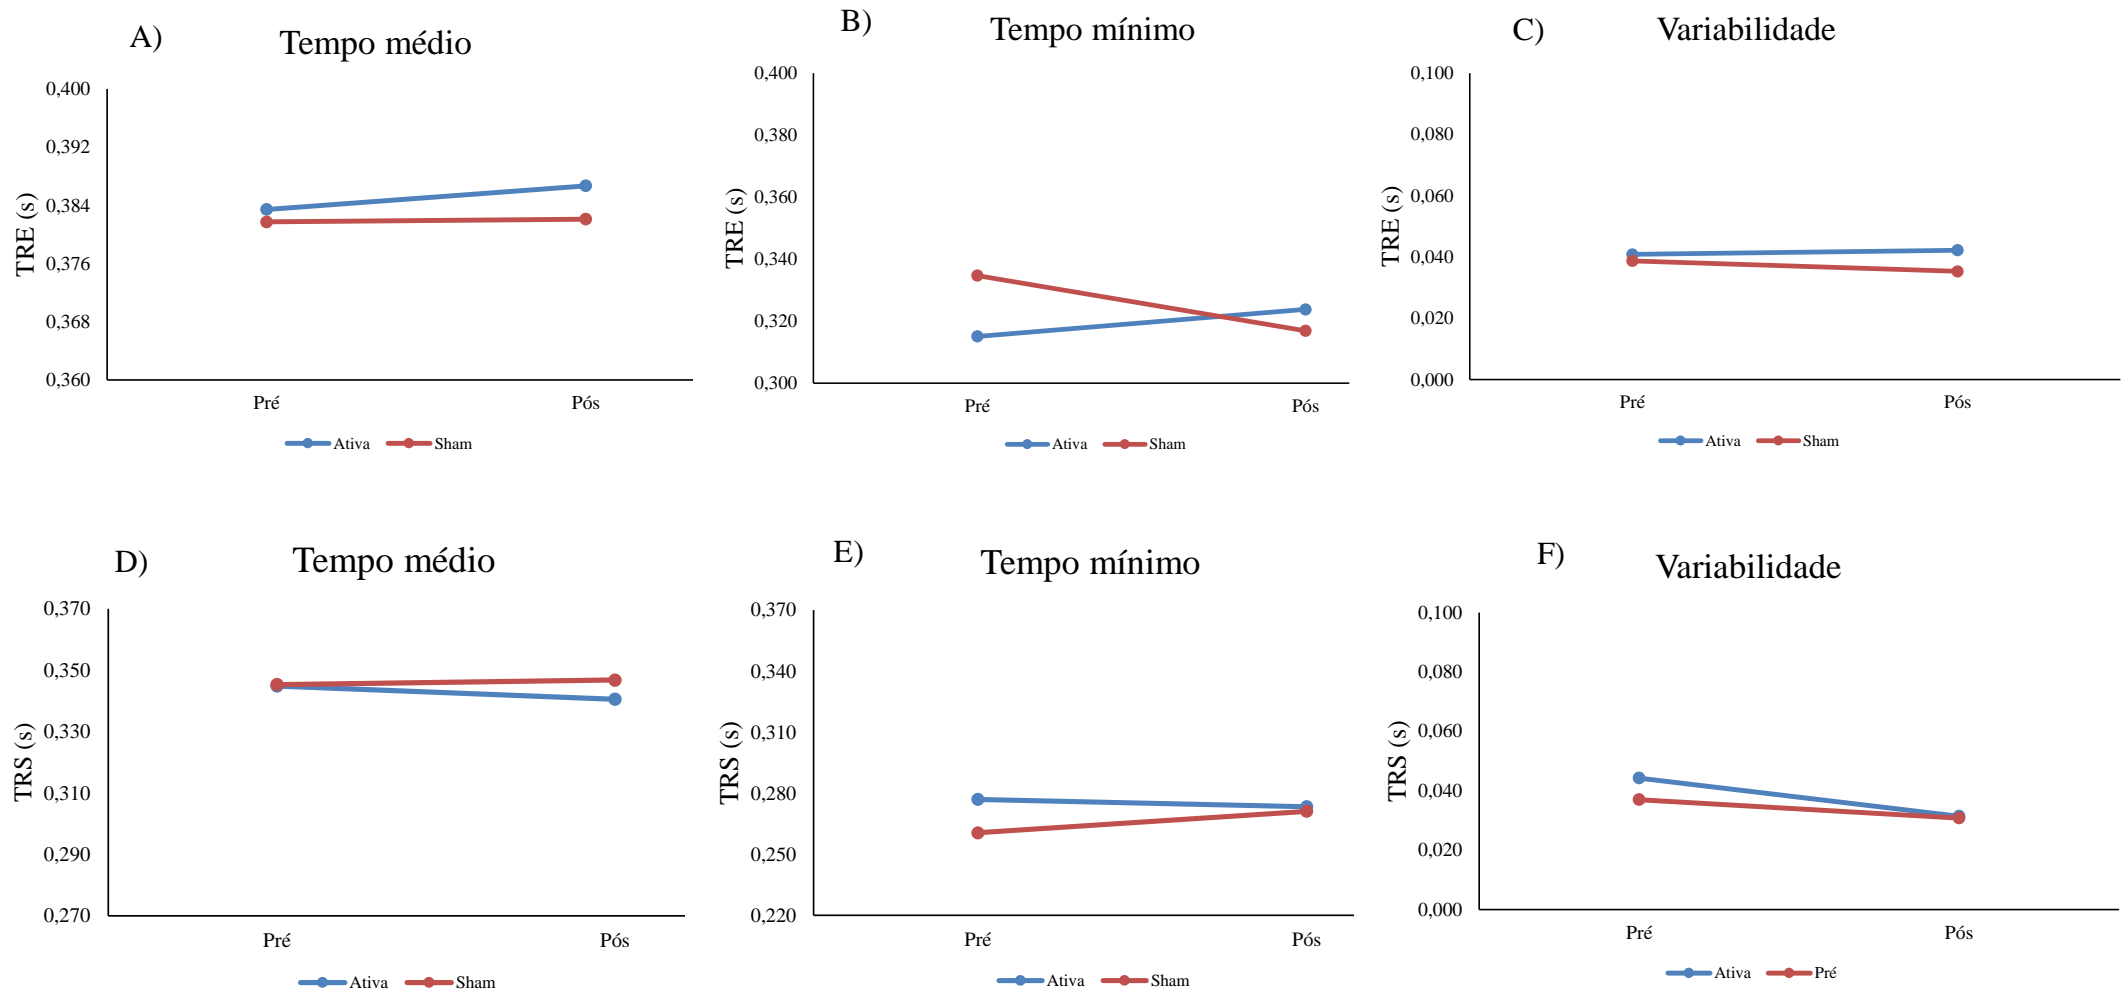 A)
Tempo médio
TRE (s)
0,400
0,392
0,384
0,376
0,368
0,360
Pré
Pós
Ativa
Sham
B)
Tempo mínimo
TRE (s)
0,400
0,380
0,360
0,340
0,320
0,300
Pré
Pós
Ativa
Sham
C)
Variabilidade
TRE (s)
0,100
0,080
0,060
0,040
0,020
0,000
Pré
Pós
Ativa
Sham
D)
Tempo médio
TRS (s)
0,370
0,350
0,330
0,310
0,290
0,270
Pré
Pós
Ativa
Sham
E)
Tempo mínimo
TRS (s)
0,370
0,340
0,310
0,280
0,250
0,220
Pré
Pós
Ativa
Sham
F)
Variabilidade
TRS (s)
0,100
0,080
0,060
0,040
0,020
0,000
Pré
Pós
Ativa
Pré